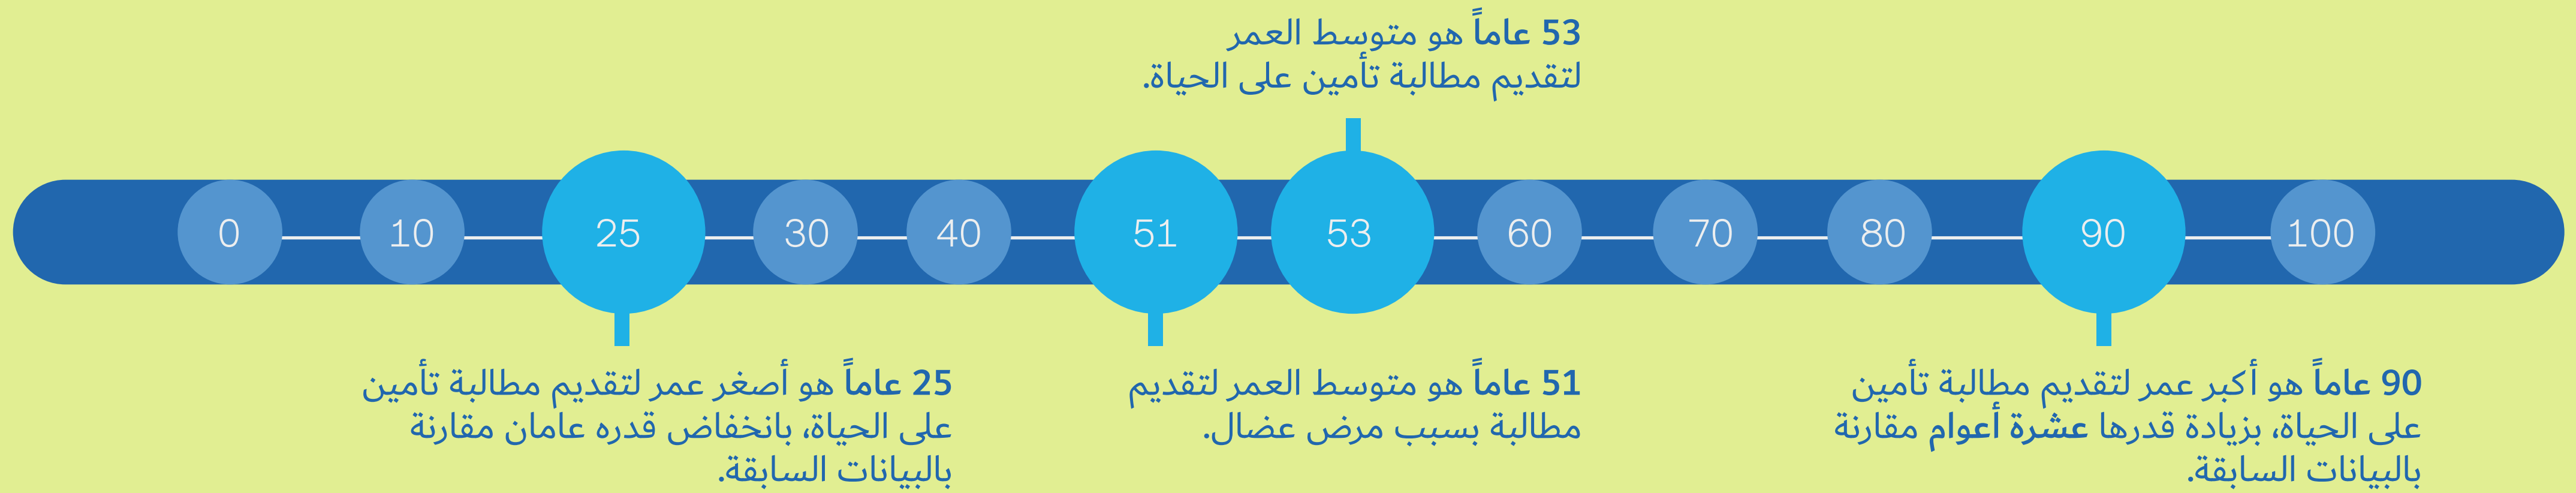 53 عاماً هو متوسط العمر
لتقديم مطالبة تأمين على الحياة.
0
10
25
30
40
51
53
60
70
80
90
100
25 عاماً هو أصغر عمر لتقديم مطالبة تأمين
على الحياة، بانخفاض قدره عامان مقارنة
بالبيانات السابقة.
51 عاماً هو متوسط العمر لتقديم
مطالبة بسبب مرض عضال.
90 عاماً هو أكبر عمر لتقديم مطالبة تأمين
على الحياة، بزيادة قدرها عشرة أعوام مقارنة
بالبيانات السابقة.